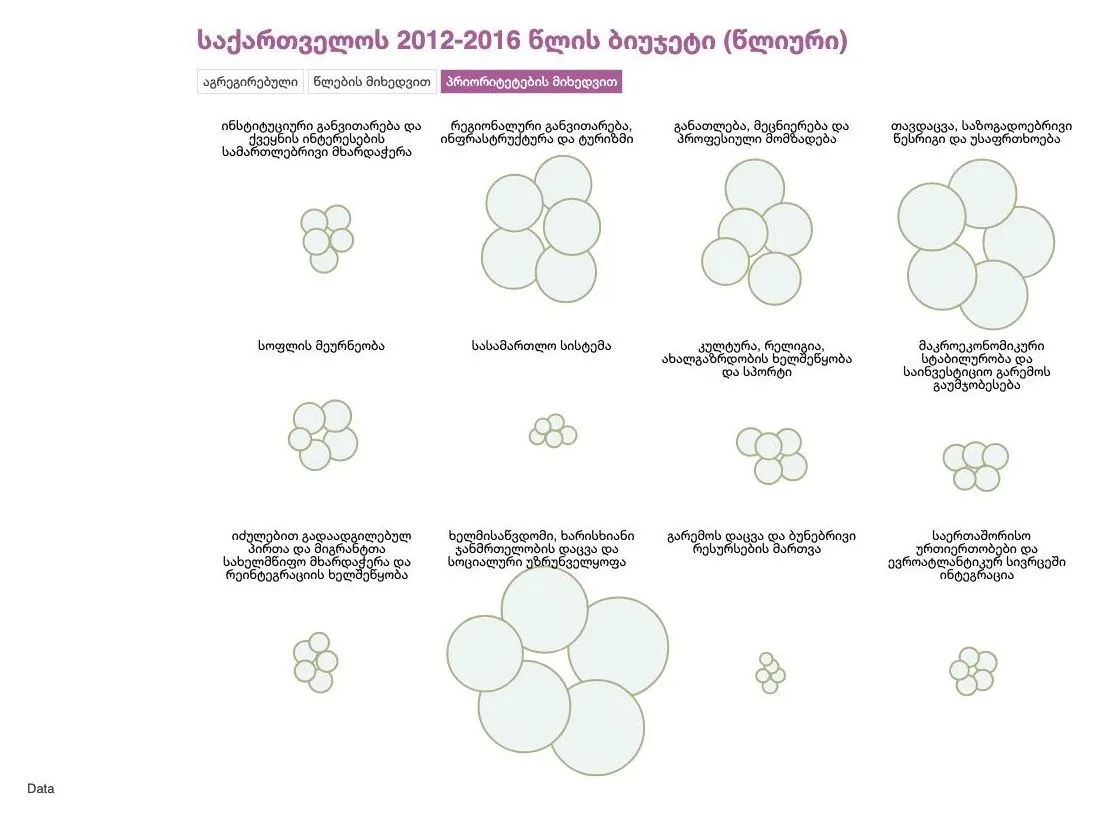 საქართველოს 2012-2016 წლის ბიუჯეტი (წლიური)
აგრეგირებული
წლების მიხედვით
პრიორიტეტების მიხედვით
ინსტიტუციური განვითარება და
ქვეყნის ინტერესების
სამართლებრივი მხარდაჭერა
რეგიონალური განვითარება,
ინფრასტრუქტურა და ტურიზმი
განათლება, მეცნიერება და
პროფესიული მომზადება
თავდაცვა, საზოგადოებრივი
წესრიგი და უსაფრთხოება
სოფლის მეურნეობა
სასამართლო სისტემა
კულტურა, რელიგია,
ახალგაზრდობის ხელშეწყობა
და სპორტი
მაკროეკონომიკური
სტაბილურობა და
საინვესტიციო გარემოს
გაუმჯობესება
იძულებით გადაადგილებულ
პირთა და მიგრანტთა
სახელმწიფო მხარდაჭერა და
რეინტეგრაციის ხელშეწყობა
ხელმისაწვდომი, ხარისხიანი
ჯანმრთელობის დაცვა და
სოციალური უზრუნველყოფა
გარემოს დაცვა და ბუნებრივი
რესურსების მართვა
საერთაშორისო
ურთიერთობები და
ევროატლანტიკურ სივრცეში
ინტეგრაცია
Data